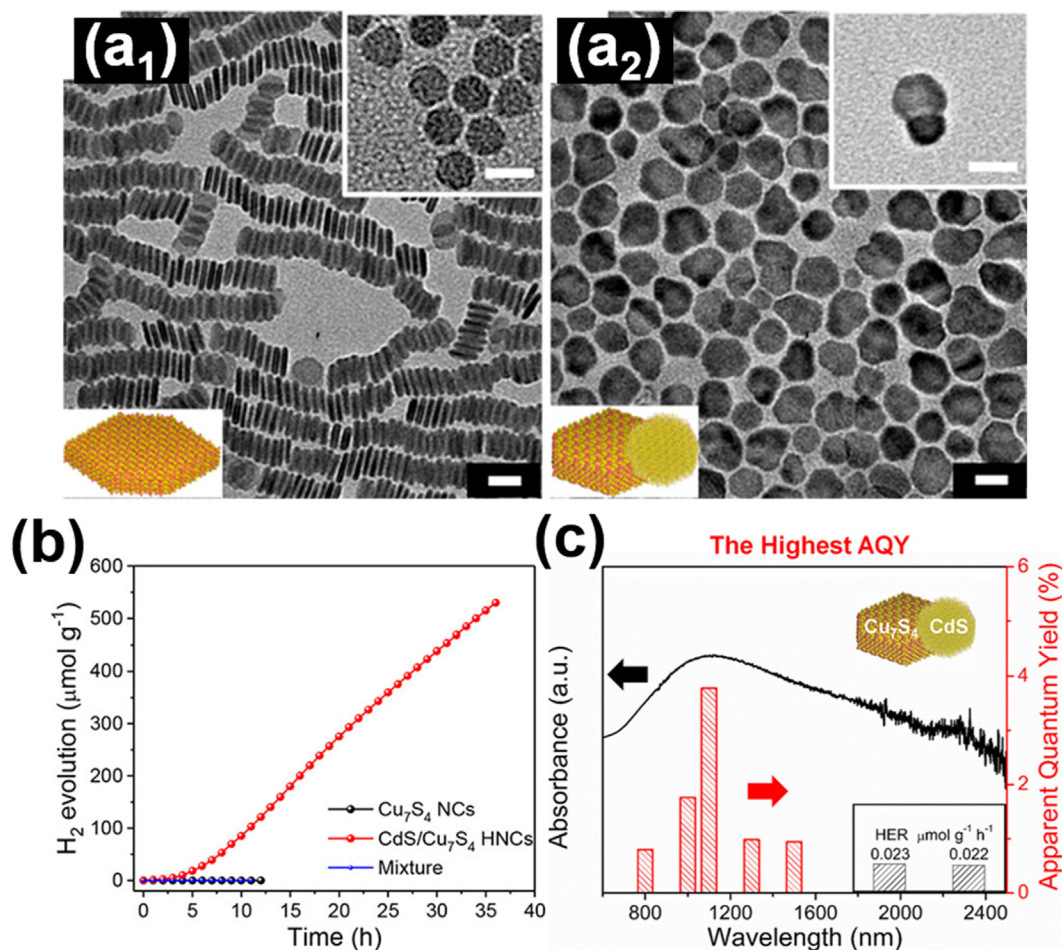 (a₁)
(a₂)
(b)
H₂ evolution (μmol g⁻¹)
600
500
400
300
200
100
0
Cu₇S₄ NCs
CdS/Cu₇S₄ HNCs
Mixture
0 5 10 15 20 25 30 35 40
Time (h)
(c)
The Highest AQY
Absorbance (a.u.)
Cu₇S₄ CdS
HER μmol g⁻¹ h⁻¹
0.023 0.022
6
4
2
0
Apparent Quantum Yield (%)
800 1200 1600 2000 2400
Wavelength (nm)